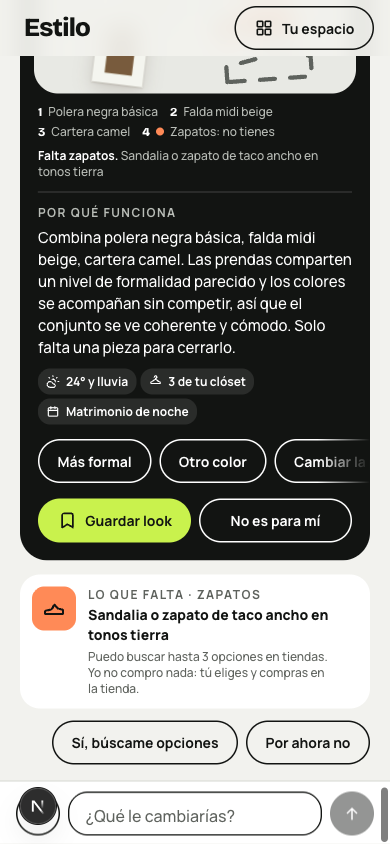 Estilo
Tu espacio
1 Polera negra básica 2 Falda midi beige
3 Cartera camel 4 Zapatos: no tienes
Falta zapatos. Sandalia o zapato de taco ancho en
tonos tierra
POR QUÉ FUNCIONA
Combina polera negra básica, falda midi
beige, cartera camel. Las prendas comparten
un nivel de formalidad parecido y los colores
se acompañan sin competir, así que el
conjunto se ve coherente y cómodo. Solo
falta una pieza para cerrarlo.
24° y lluvia 3 de tu clóset
Matrimonio de noche
Más formal Otro color Cambiar la
Guardar look No es para mí
LO QUE FALTA · ZAPATOS
Sandalia o zapato de taco ancho en
tonos tierra
Puedo buscar hasta 3 opciones en tiendas.
Yo no compro nada: tú eliges y compras en
la tienda.
Sí, búscame opciones Por ahora no
N ¿Qué le cambiarías?